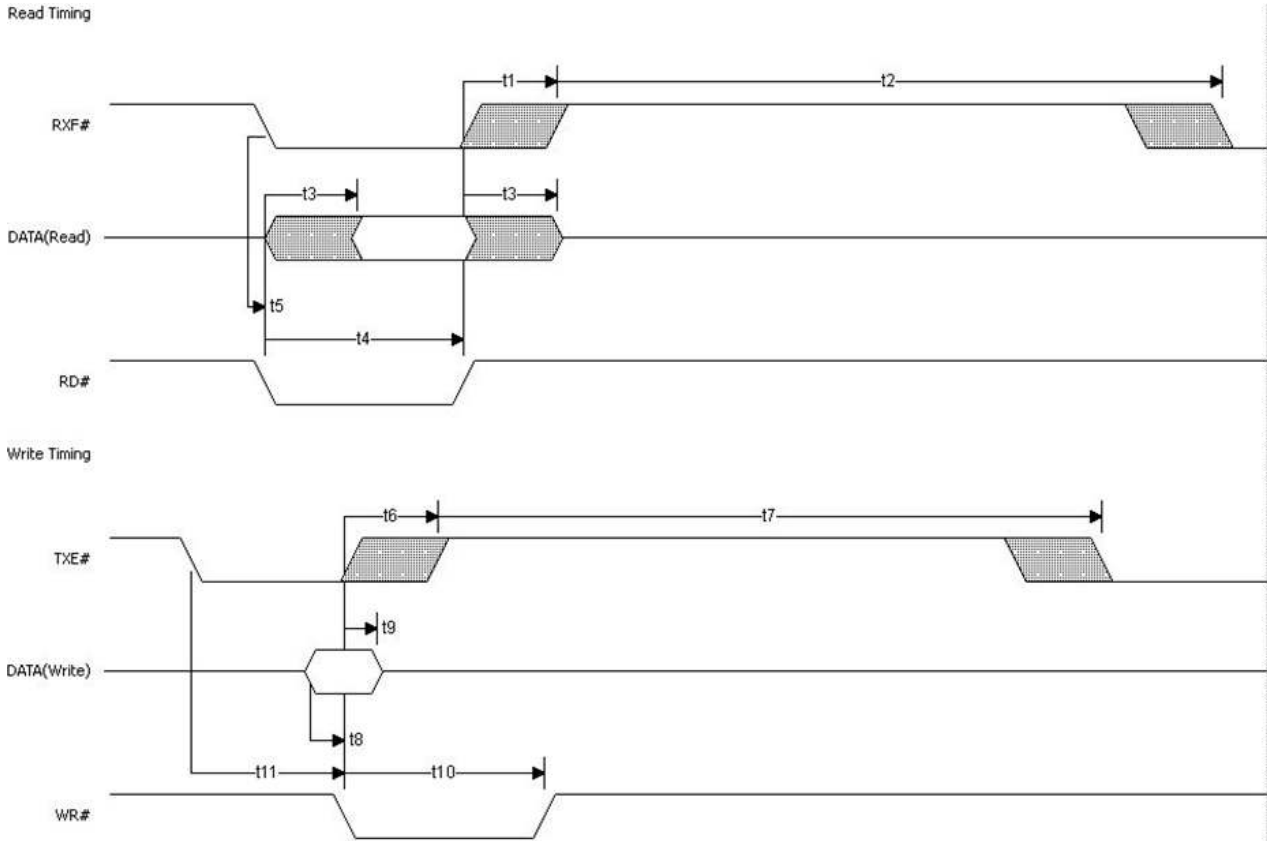 Read Timing
t1
t2
RXF#
t3
t3
DATA(Read)
t5
t4
RD#
Write Timing
t6
t7
TXE#
t9
DATA(Write)
t8
t11
t10
WR#